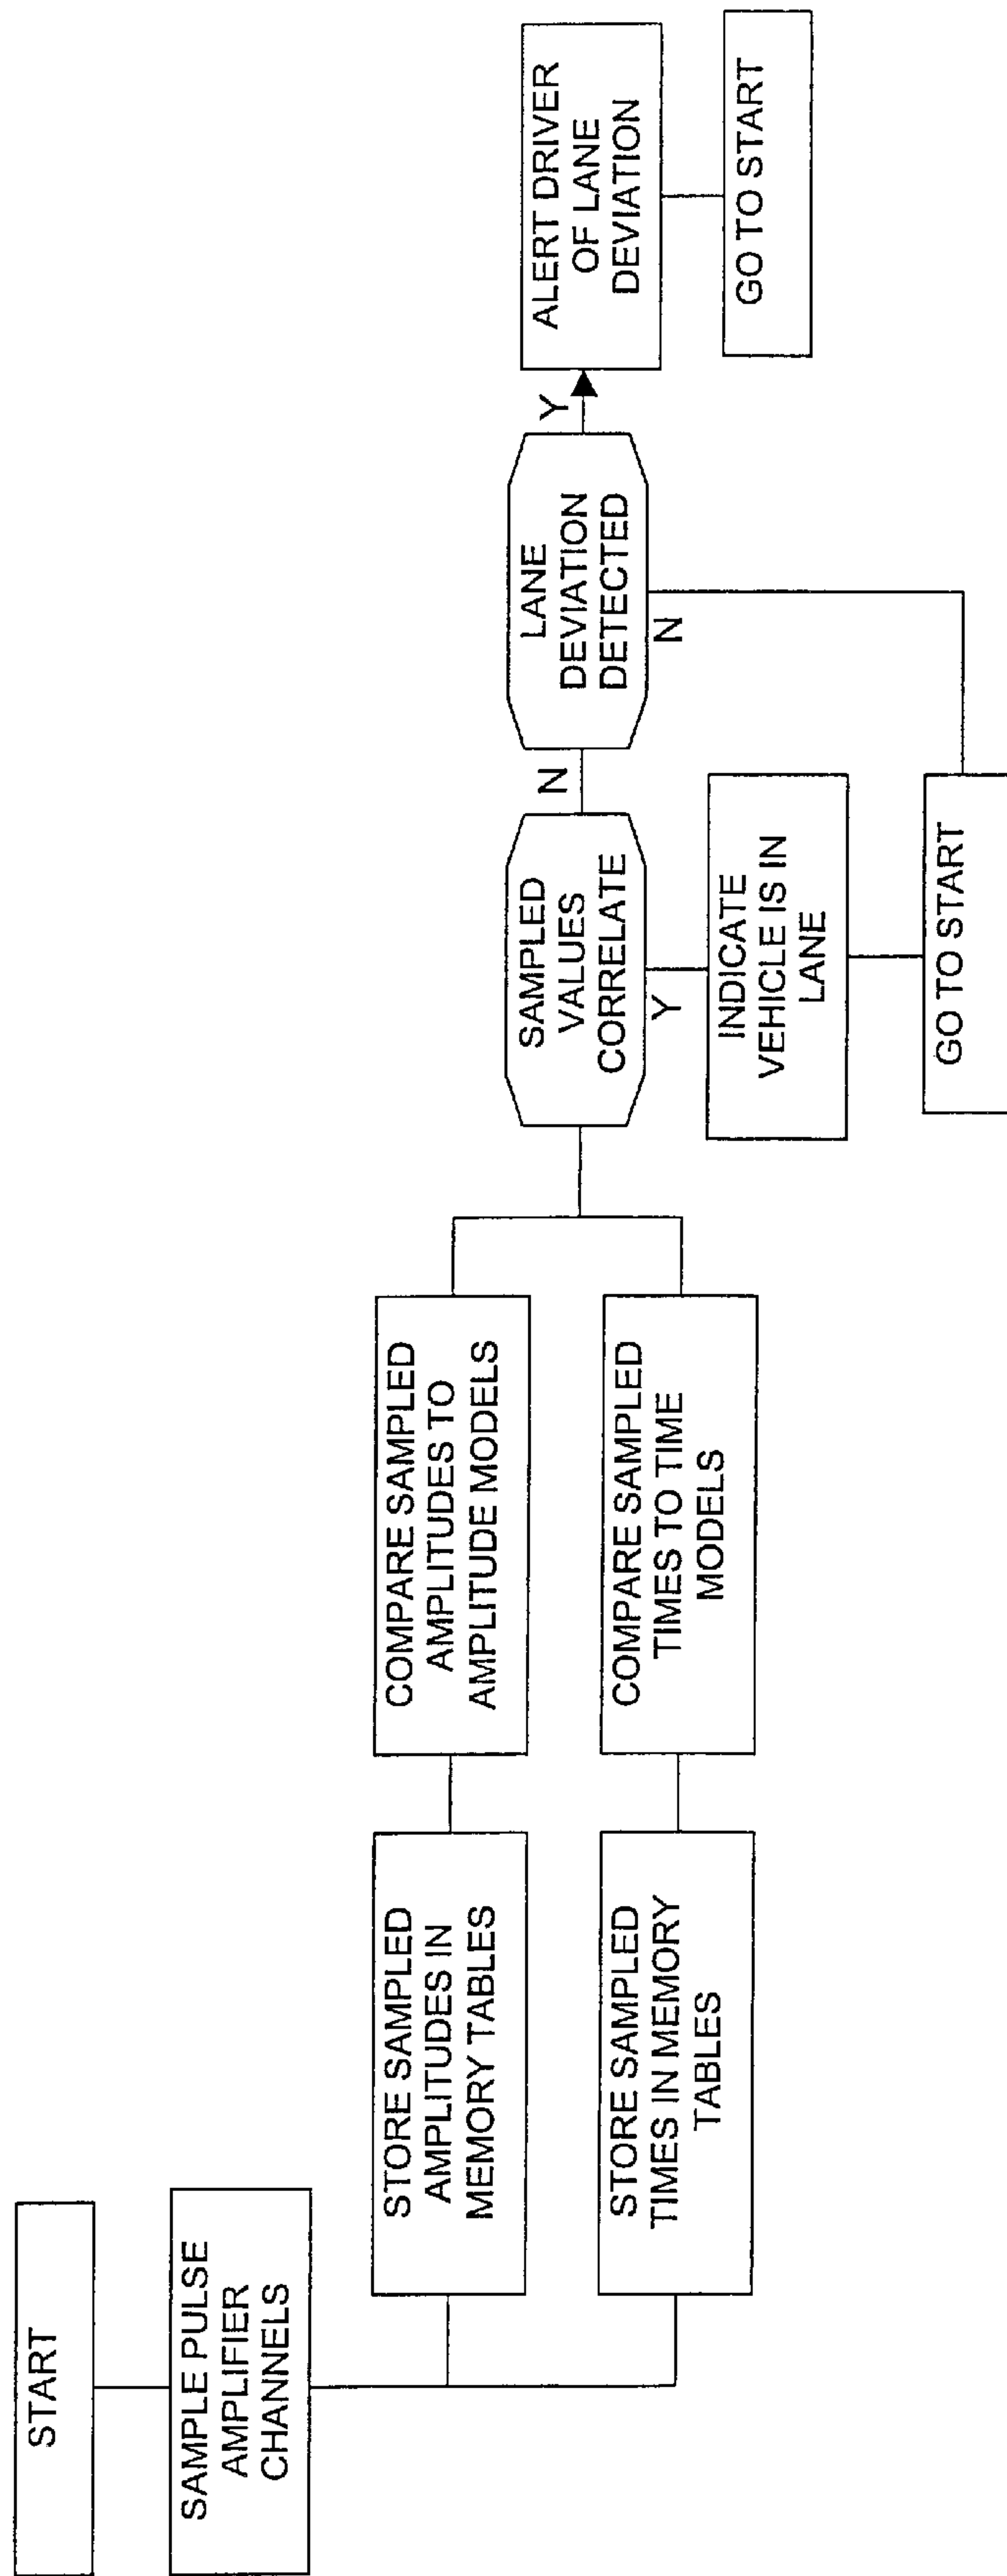 START
SAMPLE PULSE
AMPLIFIER
CHANNELS
STORE SAMPLED
AMPLITUDES IN
MEMORY TABLES
COMPARE SAMPLED
AMPLITUDES TO
AMPLITUDE MODELS
STORE SAMPLED
TIMES IN MEMORY
TABLES
COMPARE SAMPLED
TIMES TO TIME
MODELS
SAMPLED
VALUES
CORRELATE
Y
INDICATE
VEHICLE IS IN
LANE
GO TO START
N
LANE
DEVIATION
DETECTED
N
Y
ALERT DRIVER
OF LANE
DEVIATION
GO TO START